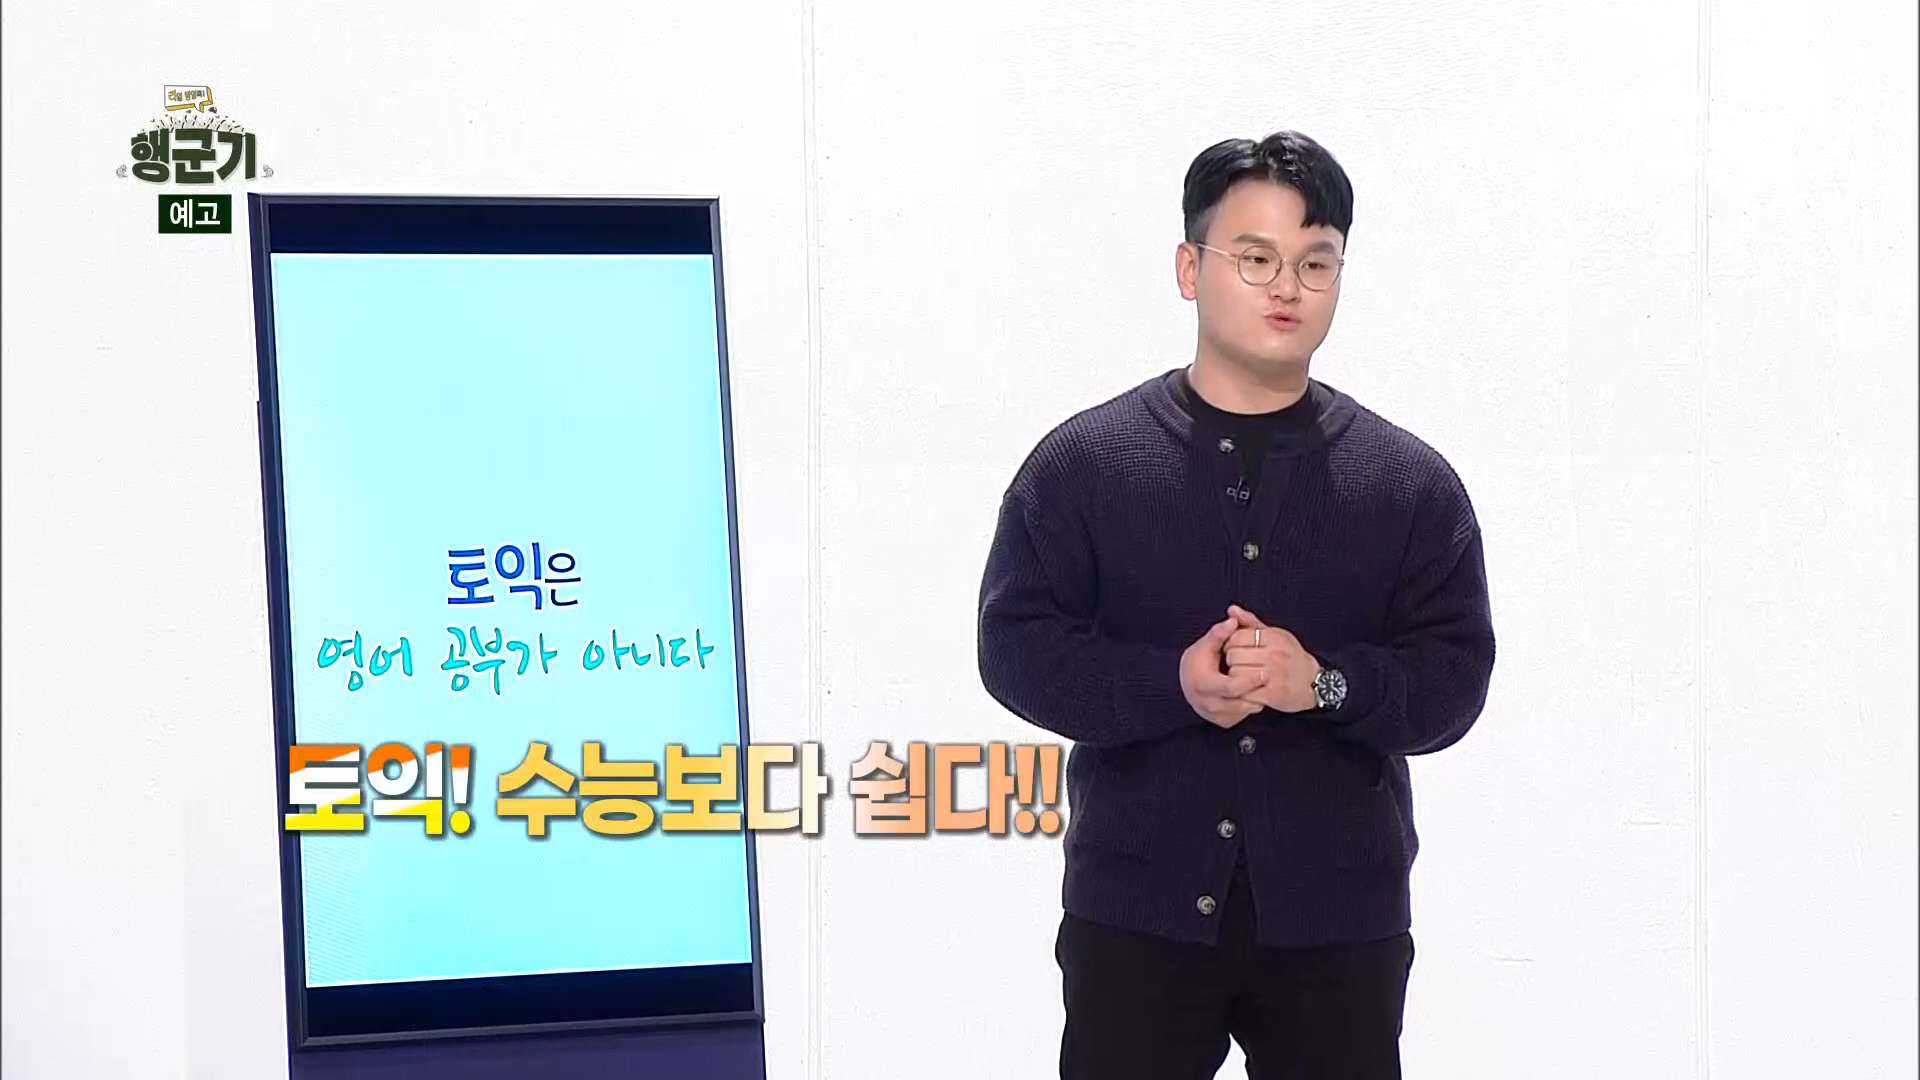 행군기
예고
토익은
영어 공부가 아니다
토익! 수능보다 쉽다!!